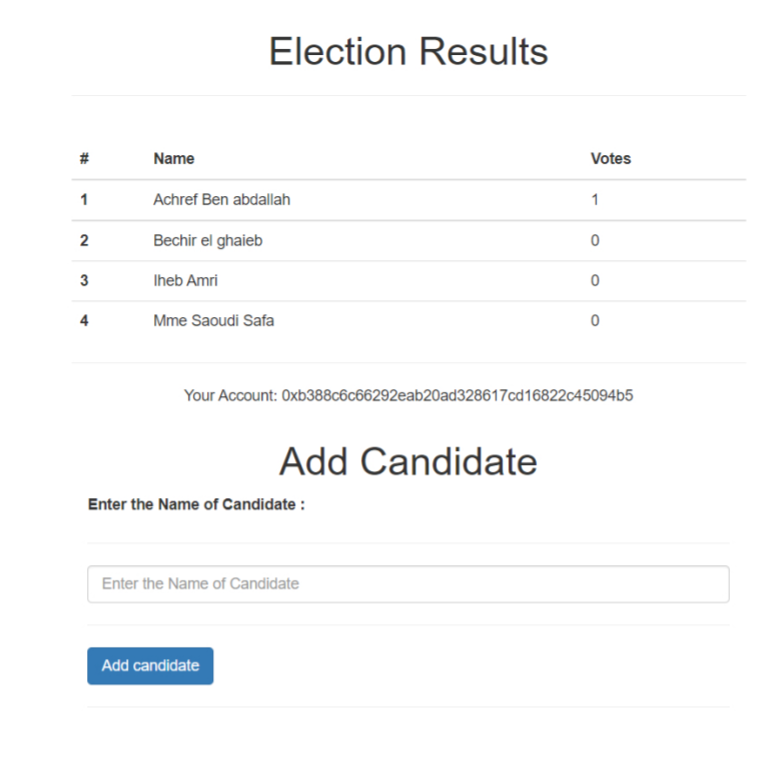 Election Results
# Name Votes
1 Achref Ben abdallah 1
2 Bechir el ghaieb 0
3 Iheb Amri 0
4 Mme Saoudi Safa 0
Your Account: 0xb388c6c66292eab20ad328617cd16822c45094b5
Add Candidate
Enter the Name of Candidate :
Enter the Name of Candidate
Add candidate